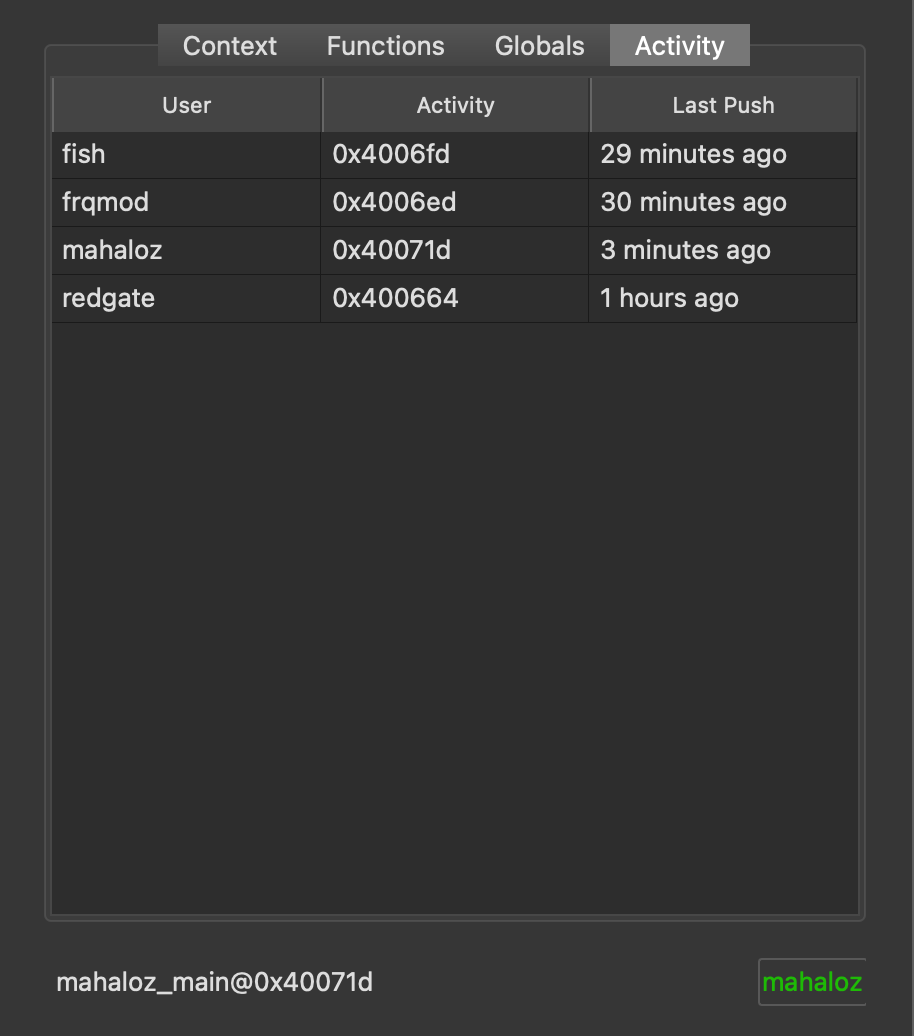 Context Functions Globals Activity
User Activity Last Push
fish 0x4006fd 29 minutes ago
frqmod 0x4006ed 30 minutes ago
mahaloz 0x40071d 3 minutes ago
redgate 0x400664 1 hours ago
mahaloz_main@0x40071d mahaloz